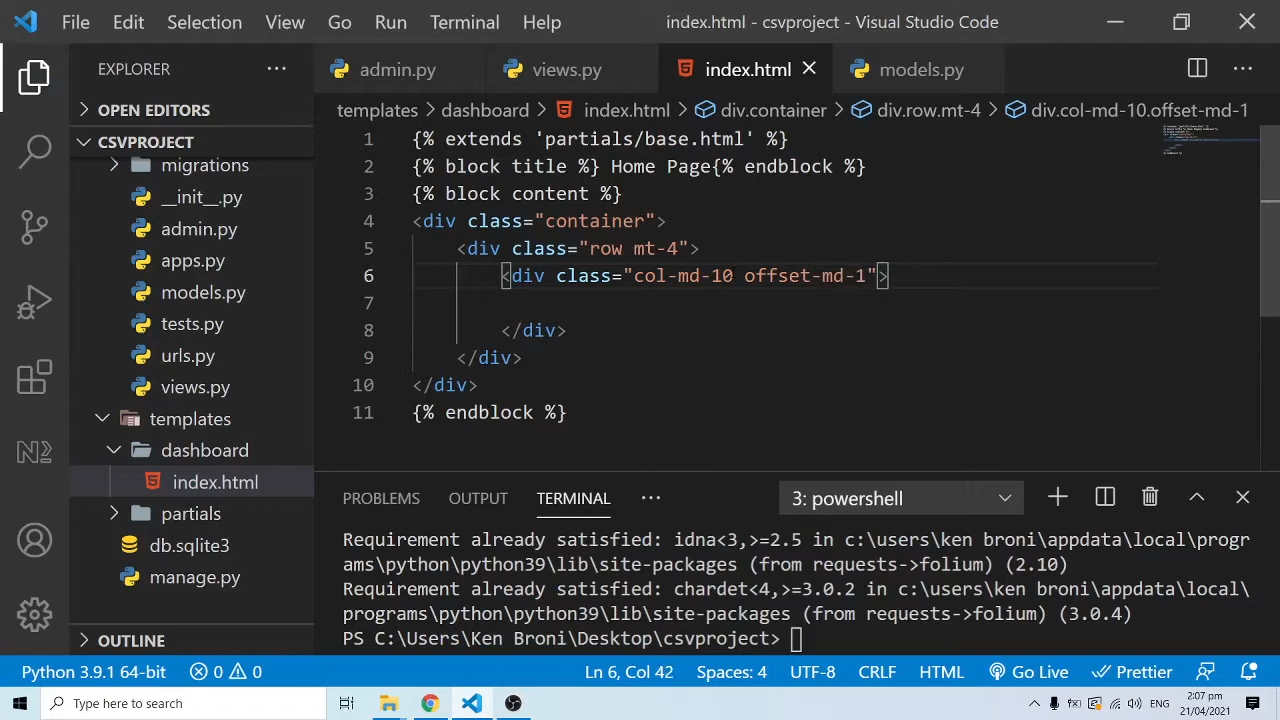 File Edit Selection View Go Run Terminal Help index.html - csvproject - Visual Studio Code
EXPLORER
OPEN EDITORS
CSVPROJECT
migrations
__init__.py
admin.py
apps.py
models.py
tests.py
urls.py
views.py
templates
dashboard
index.html
partials
db.sqlite3
manage.py
OUTLINE
admin.py views.py index.html models.py
templates > dashboard > index.html > div.container > div.row.mt-4 > div.col-md-10.offset-md-1
1 {% extends 'partials/base.html' %}
2 {% block title %} Home Page{% endblock %}
3 {% block content %}
4 <div class="container">
5 <div class="row mt-4">
6 <div class="col-md-10 offset-md-1">
7
8 </div>
9 </div>
10 </div>
11 {% endblock %}
PROBLEMS OUTPUT TERMINAL 3: powershell
Requirement already satisfied: idna<3,>=2.5 in c:\users\ken broni\appdata\local\progr
ams\python\python39\lib\site-packages (from requests->folium) (2.10)
Requirement already satisfied: chardet<4,>=3.0.2 in c:\users\ken broni\appdata\local\
programs\python\python39\lib\site-packages (from requests->folium) (3.0.4)
PS C:\Users\Ken Broni\Desktop\csvproject>
Python 3.9.1 64-bit 0 0 Ln 6, Col 42 Spaces: 4 UTF-8 CRLF HTML Go Live Prettier
Type here to search
ENG
2:07 pm
21/04/2021